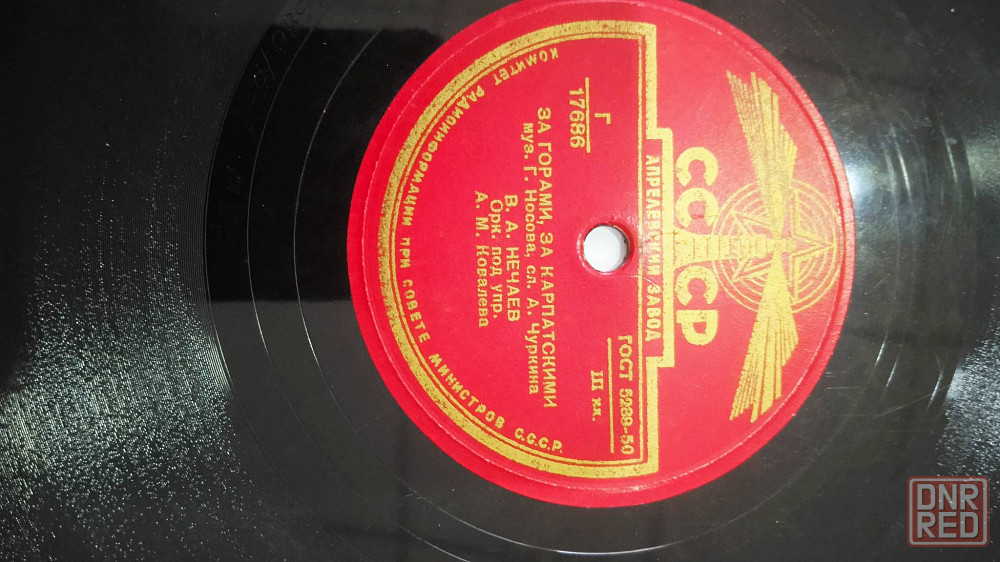 СССР
АПРЕЛЕВСКИЙ ЗАВОД
Г
17686
ГОСТ 5289-50
III кл.
ЗА ГОРАМИ, ЗА КАРПАТСКИМИ
муз. Г. Носова, сл. А. Чуркина
В. А. НЕЧАЕВ
Орк. под упр.
А. М. Ковалева
КОМИТЕТ РАДИОИНФОРМАЦИИ ПРИ СОВЕТЕ МИНИСТРОВ С.С.С.Р.
DNR
RED